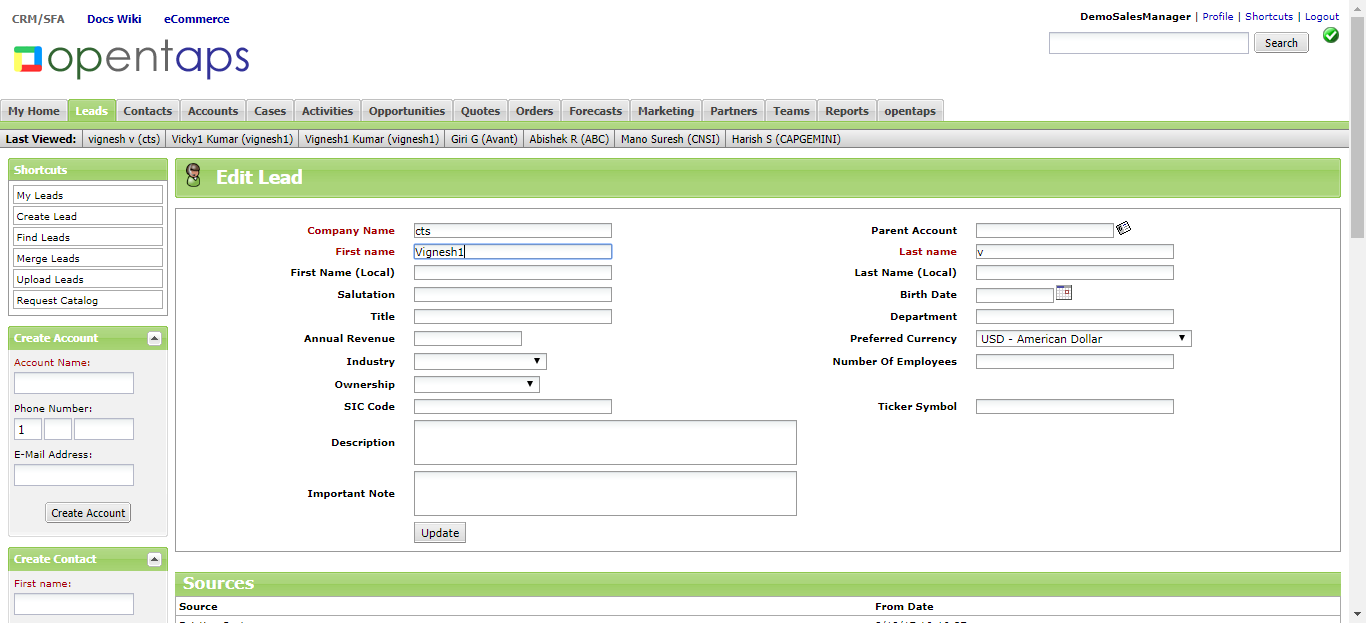 CRM/SFA Docs Wiki eCommerce
DemoSalesManager | Profile | Shortcuts | Logout
opentaps
Search
My Home Leads Contacts Accounts Cases Activities Opportunities Quotes Orders Forecasts Marketing Partners Teams Reports opentaps
Last Viewed: vignesh v (cts) Vicky1 Kumar (vignesh1) Vignesh1 Kumar (vignesh1) Giri G (Avant) Abishek R (ABC) Mano Suresh (CNSI) Harish S (CAPGEMINI)
Shortcuts
My Leads
Create Lead
Find Leads
Merge Leads
Upload Leads
Request Catalog
Create Account
Account Name:
Phone Number:
1
E-Mail Address:
Create Account
Create Contact
First name:
Edit Lead
Company Name cts Parent Account
First name Vignesh1 Last name v
First Name (Local) Last Name (Local)
Salutation Birth Date
Title Department
Annual Revenue Preferred Currency USD - American Dollar
Industry Number Of Employees
Ownership
SIC Code Ticker Symbol
Description
Important Note
Update
Sources
Source From Date